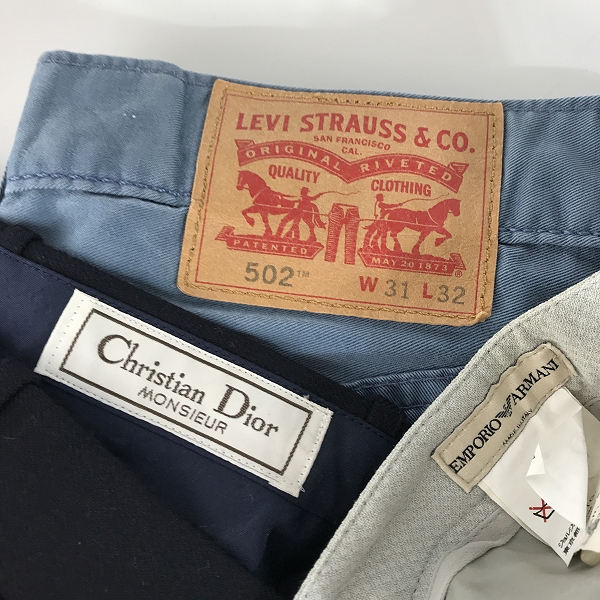 LEVI STRAUSS & CO.
SAN FRANCISCO
CAL.
ORIGINAL RIVETED
QUALITY CLOTHING
PATENTED MAY 20 1873 ®
502™ W 31 L 32
Christian Dior
MONSIEUR
EMPORIO ARMANI